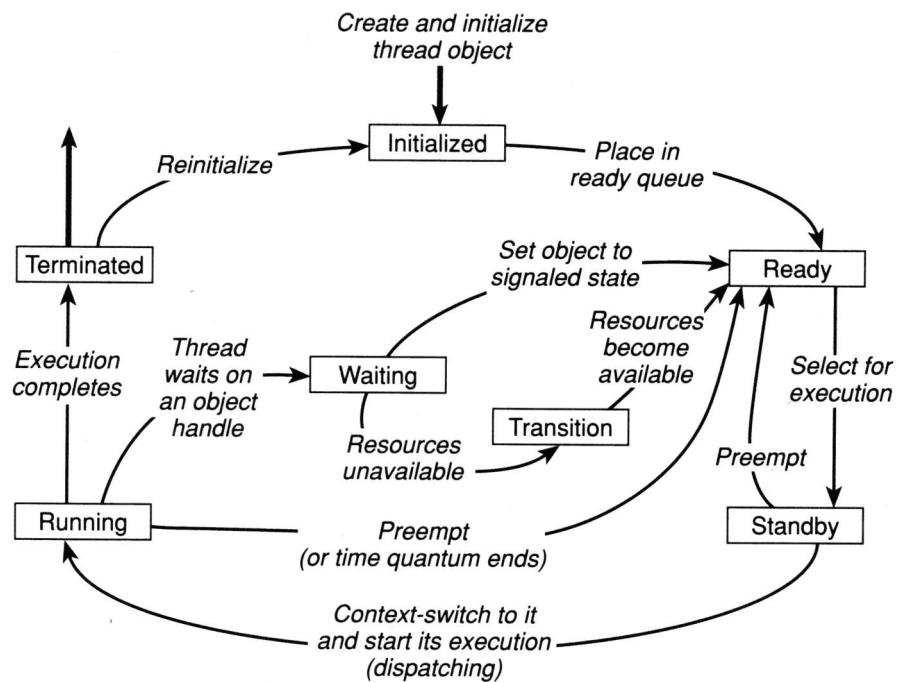 Create and initialize
thread object
Initialized
Reinitialize
Place in
ready queue
Terminated
Set object to
signaled state
Ready
Execution
completes
Thread
waits on
an object
handle
Waiting
Resources
become
available
Select for
execution
Resources
unavailable
Transition
Preempt
Running
Preempt
(or time quantum ends)
Standby
Context-switch to it
and start its execution
(dispatching)